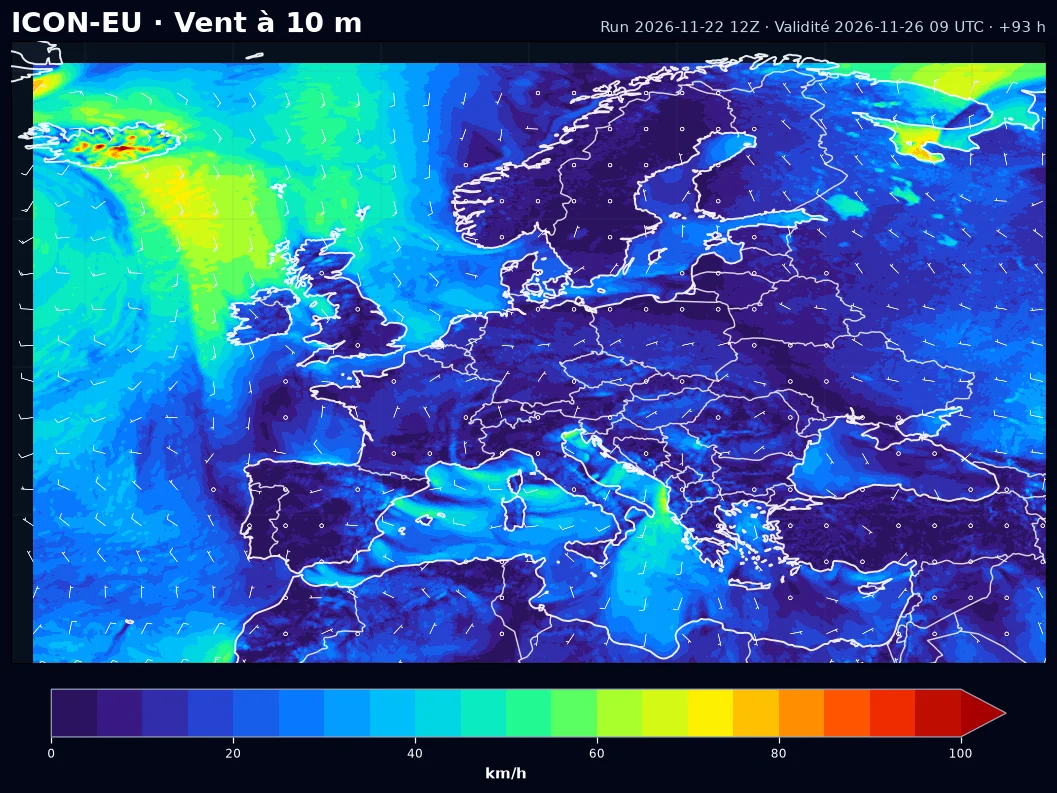 ICON-EU · Vent à 10 m
Run 2026-11-22 12Z · Validité 2026-11-26 09 UTC · +93 h
0 20 40 60 80 100
km/h